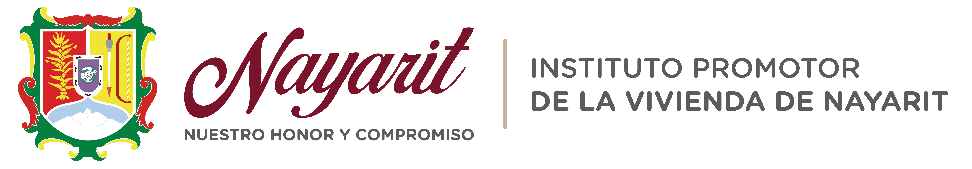 Nayarit
NUESTRO HONOR Y COMPROMISO
INSTITUTO PROMOTOR
DE LA VIVIENDA DE NAYARIT